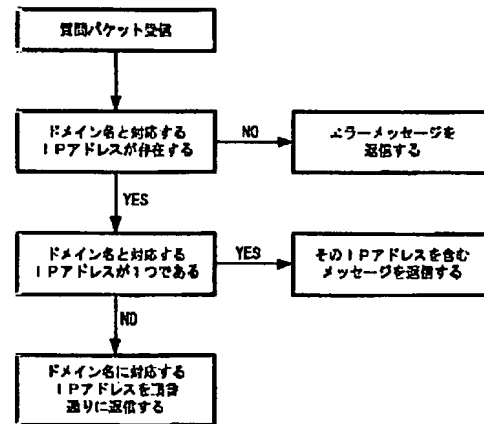 質問パケット受信
ドメイン名と対応する
IPアドレスが存在する
NO
エラーメッセージを
返信する
YES
ドメイン名と対応する
IPアドレスが1つである
YES
そのIPアドレスを含む
メッセージを返信する
NO
ドメイン名に対応する
IPアドレスを順番
通りに返信する